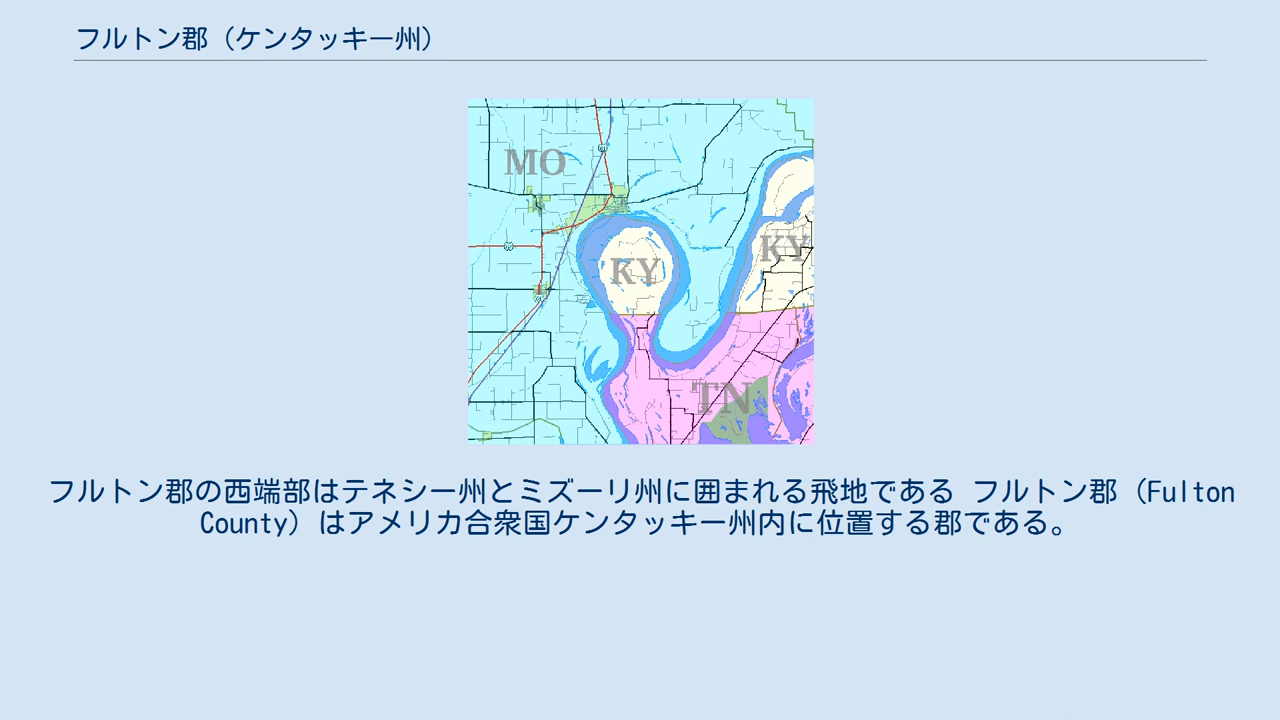 フルトン郡（ケンタッキー州）
MO
KY
KY
TN
フルトン郡の西端部はテネシー州とミズーリ州に囲まれる飛地である フルトン郡（Fulton
County）はアメリカ合衆国ケンタッキー州内に位置する郡である。